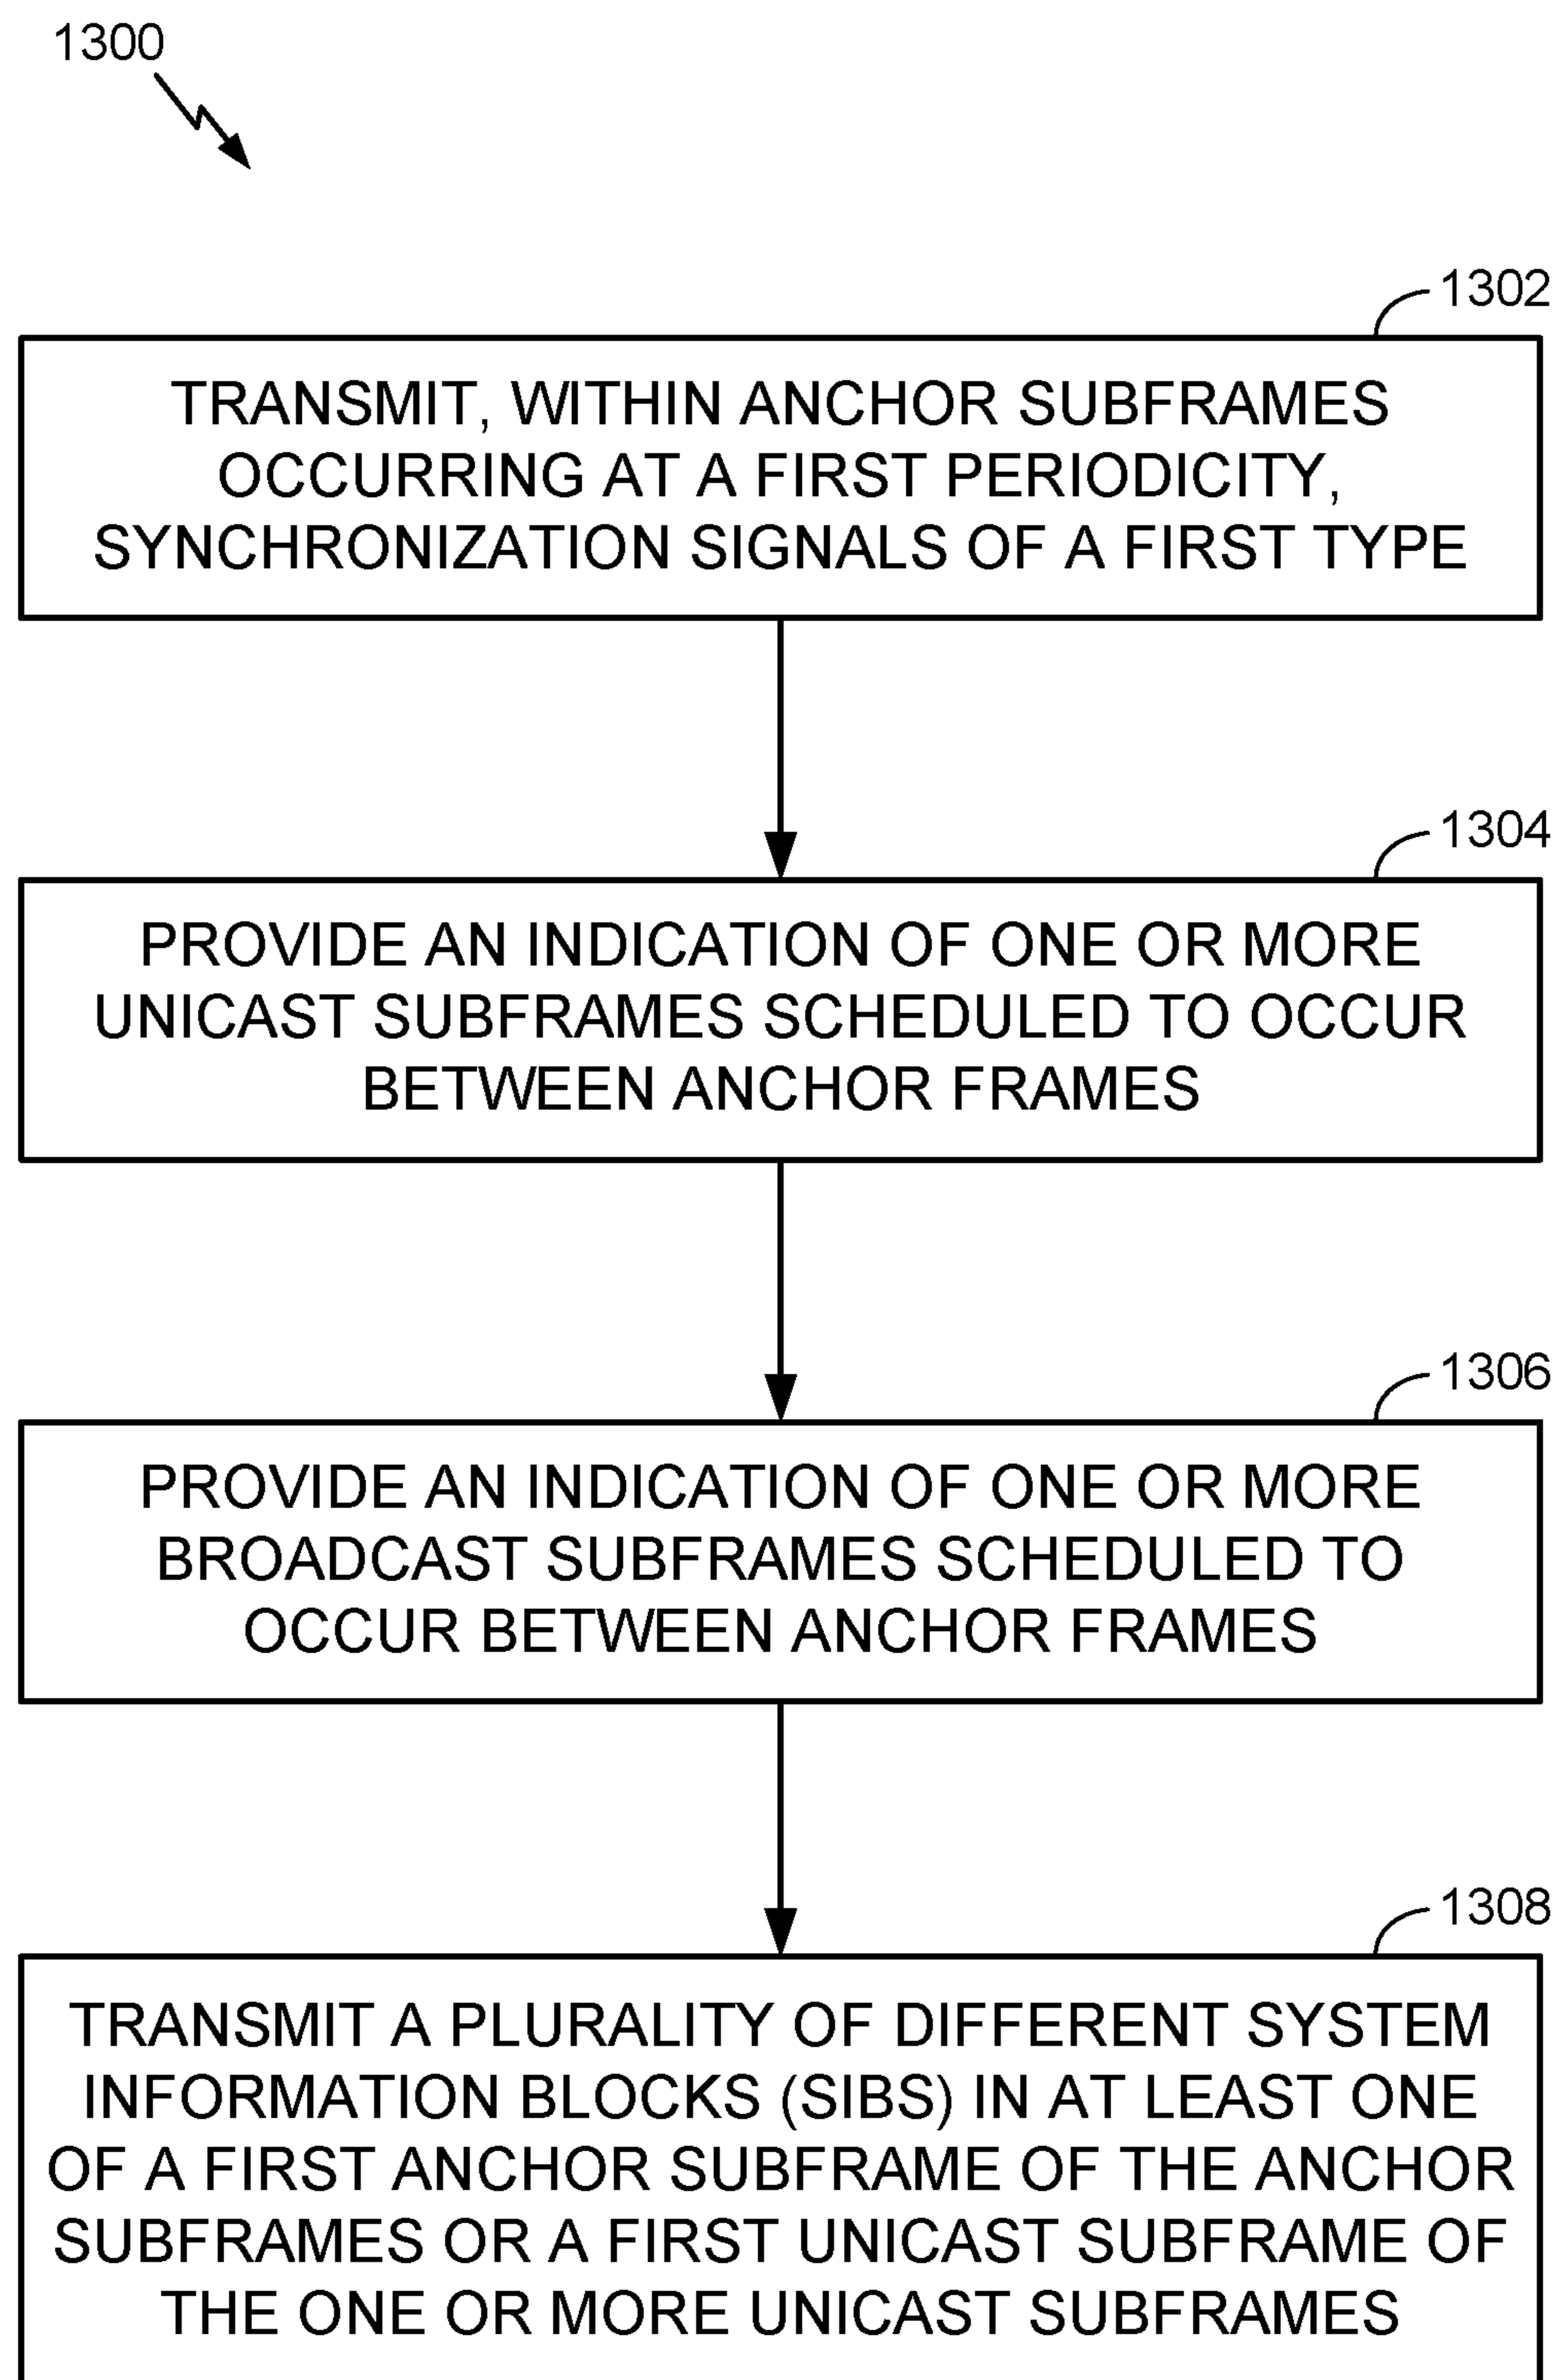 1300
1302
TRANSMIT, WITHIN ANCHOR SUBFRAMES
OCCURRING AT A FIRST PERIODICITY,
SYNCHRONIZATION SIGNALS OF A FIRST TYPE
1304
PROVIDE AN INDICATION OF ONE OR MORE
UNICAST SUBFRAMES SCHEDULED TO OCCUR
BETWEEN ANCHOR FRAMES
1306
PROVIDE AN INDICATION OF ONE OR MORE
BROADCAST SUBFRAMES SCHEDULED TO
OCCUR BETWEEN ANCHOR FRAMES
1308
TRANSMIT A PLURALITY OF DIFFERENT SYSTEM
INFORMATION BLOCKS (SIBS) IN AT LEAST ONE
OF A FIRST ANCHOR SUBFRAME OF THE ANCHOR
SUBFRAMES OR A FIRST UNICAST SUBFRAME OF
THE ONE OR MORE UNICAST SUBFRAMES